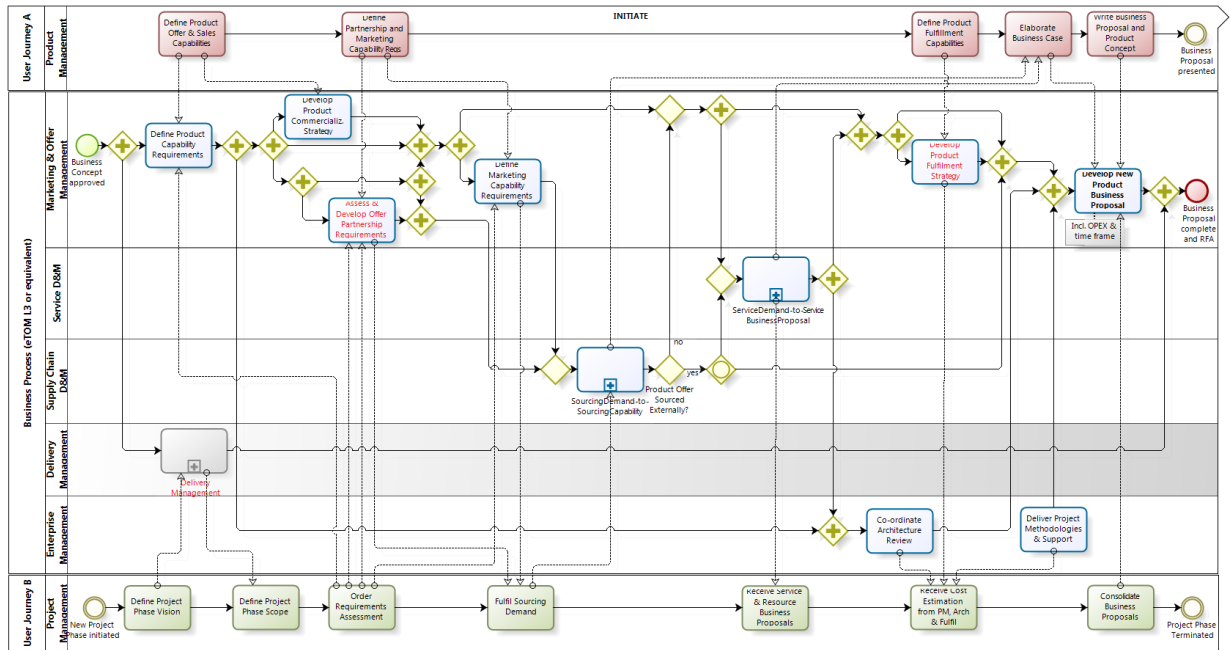 INITIATE
User Journey A
Product
Management
Define Product
Offer & Sales
Capabilities
Define
Partnership and
Marketing
Capability Reqs
Define Product
Fulfillment
Capabilities
Elaborate
Business Case
Write Business
Proposal and
Product
Concept
Business
Proposal
presented
Business Process (eTOM L3 or equivalent)
Marketing & Offer
Management
Business
Concept
approved
Define Product
Capability
Requirements
Develop
Product
Commercializ.
Strategy
Assess &
Develop Offer
Partnership
Requirements
Define
Marketing
Capability
Requirements
Develop
Product
Fulfilment
Strategy
Develop New
Product
Business
Proposal
Incl. OPEX &
time frame
Business
Proposal
complete
and RFA
Service D&M
ServiceDemand-to-Service
BusinessProposal
Supply Chain
D&M
SourcingDemand-to-
SourcingCapability
no
yes
Product Offer
Sourced
Externally?
Delivery
Management
Delivery
Management
Enterprise
Management
Co-ordinate
Architecture
Review
Deliver Project
Methodologies
& Support
User Journey B
Project
Management
New Project
Phase initiated
Define Project
Phase Vision
Define Project
Phase Scope
Order
Requirements
Assessment
Fulfil Sourcing
Demand
Receive Service
& Resource
Business
Proposals
Receive Cost
Estimation
from PM, Arch
& Fulfil
Consolidate
Business
Proposals
Project Phase
Terminated